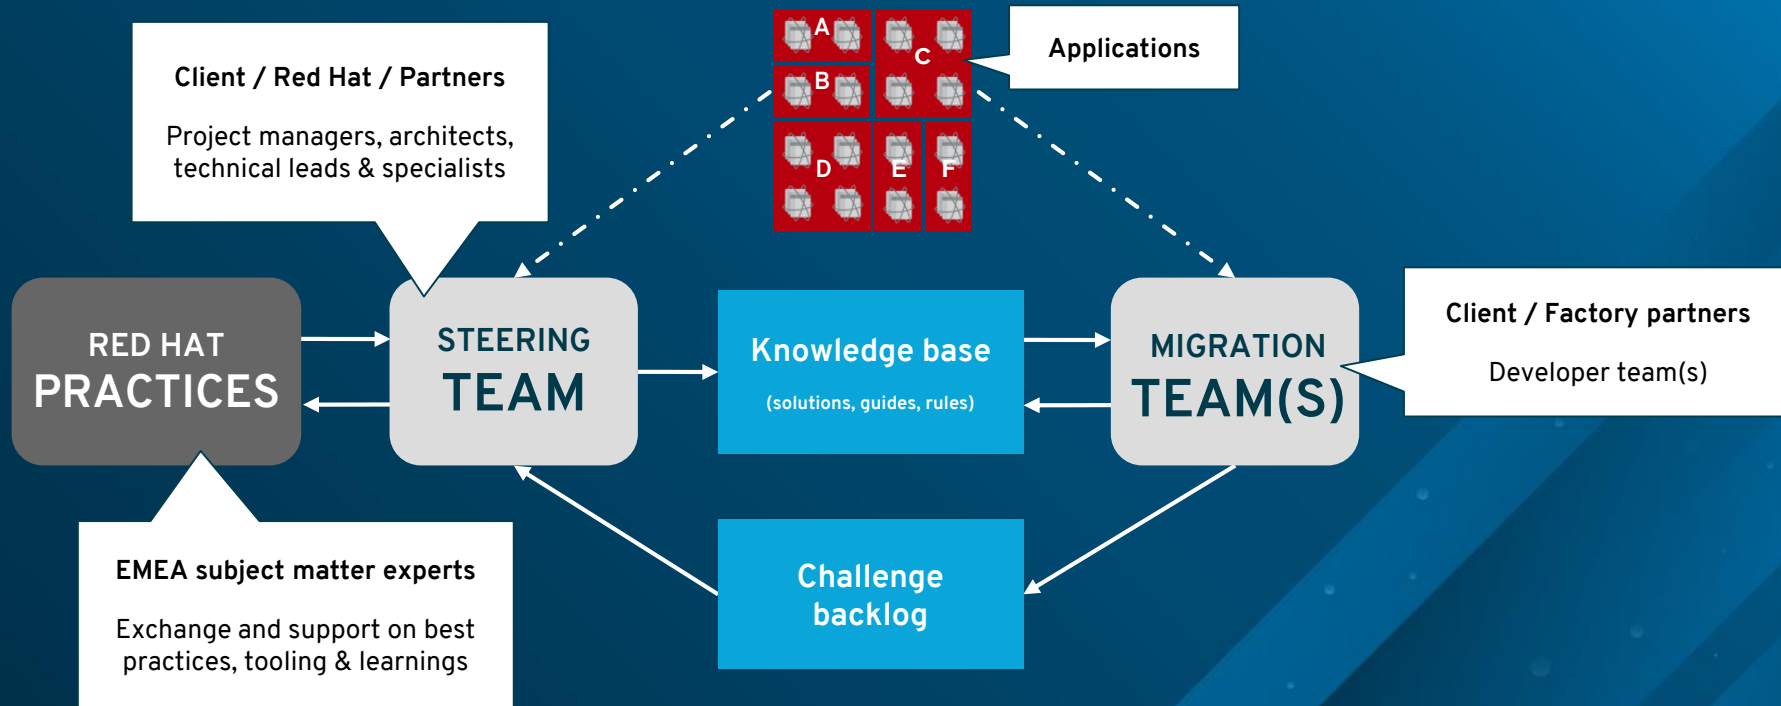 Client / Red Hat / Partners
Project managers, architects,
technical leads & specialists
A
B
C
D
E
F
Applications
RED HAT
PRACTICES
STEERING
TEAM
Knowledge base
(solutions, guides, rules)
MIGRATION
TEAM(S)
Client / Factory partners
Developer team(s)
EMEA subject matter experts
Exchange and support on best
practices, tooling & learnings
Challenge
backlog